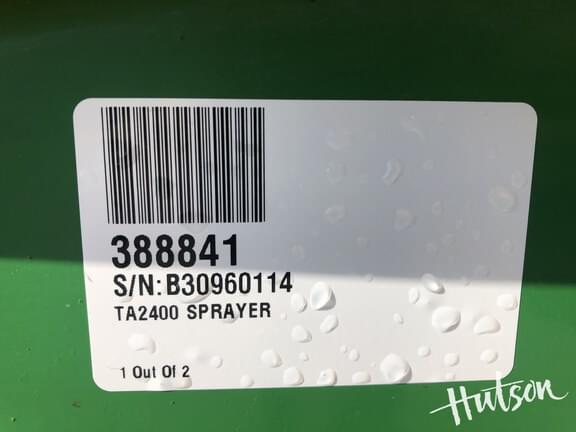 388841
S/N: B30960114
TA2400 SPRAYER
1 Out Of 2
Hutson